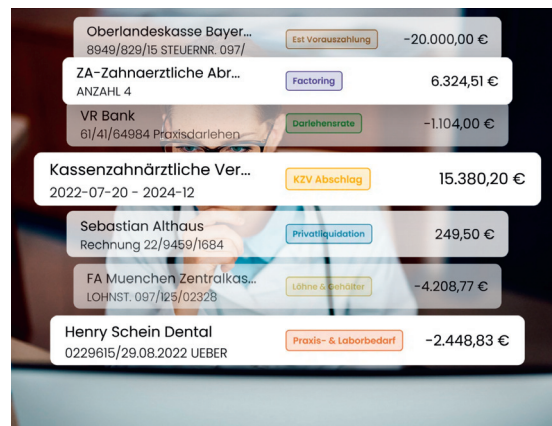 Oberlandeskasse Bayer...
8949/829/15 STEUERNR. 097/
Est Vorauszahlung
-20.000,00 €
ZA-Zahnaerztliche Abr...
ANZAHL 4
Factoring
6.324,51 €
VR Bank
61/41/64984 Praxisdarlehen
Darlehensrate
-1.104,00 €
Kassenzahnärztliche Ver...
2022-07-20 - 2024-12
KZV Abschlag
15.380,20 €
Sebastian Althaus
Rechnung 22/9459/1684
Privatliquidation
249,50 €
FA Muenchen Zentralkas...
LOHNST. 097/125/02328
Löhne & Gehälter
-4.208,77 €
Henry Schein Dental
0229615/29.08.2022 UEBER
Praxis- & Laborbedarf
-2.448,83 €